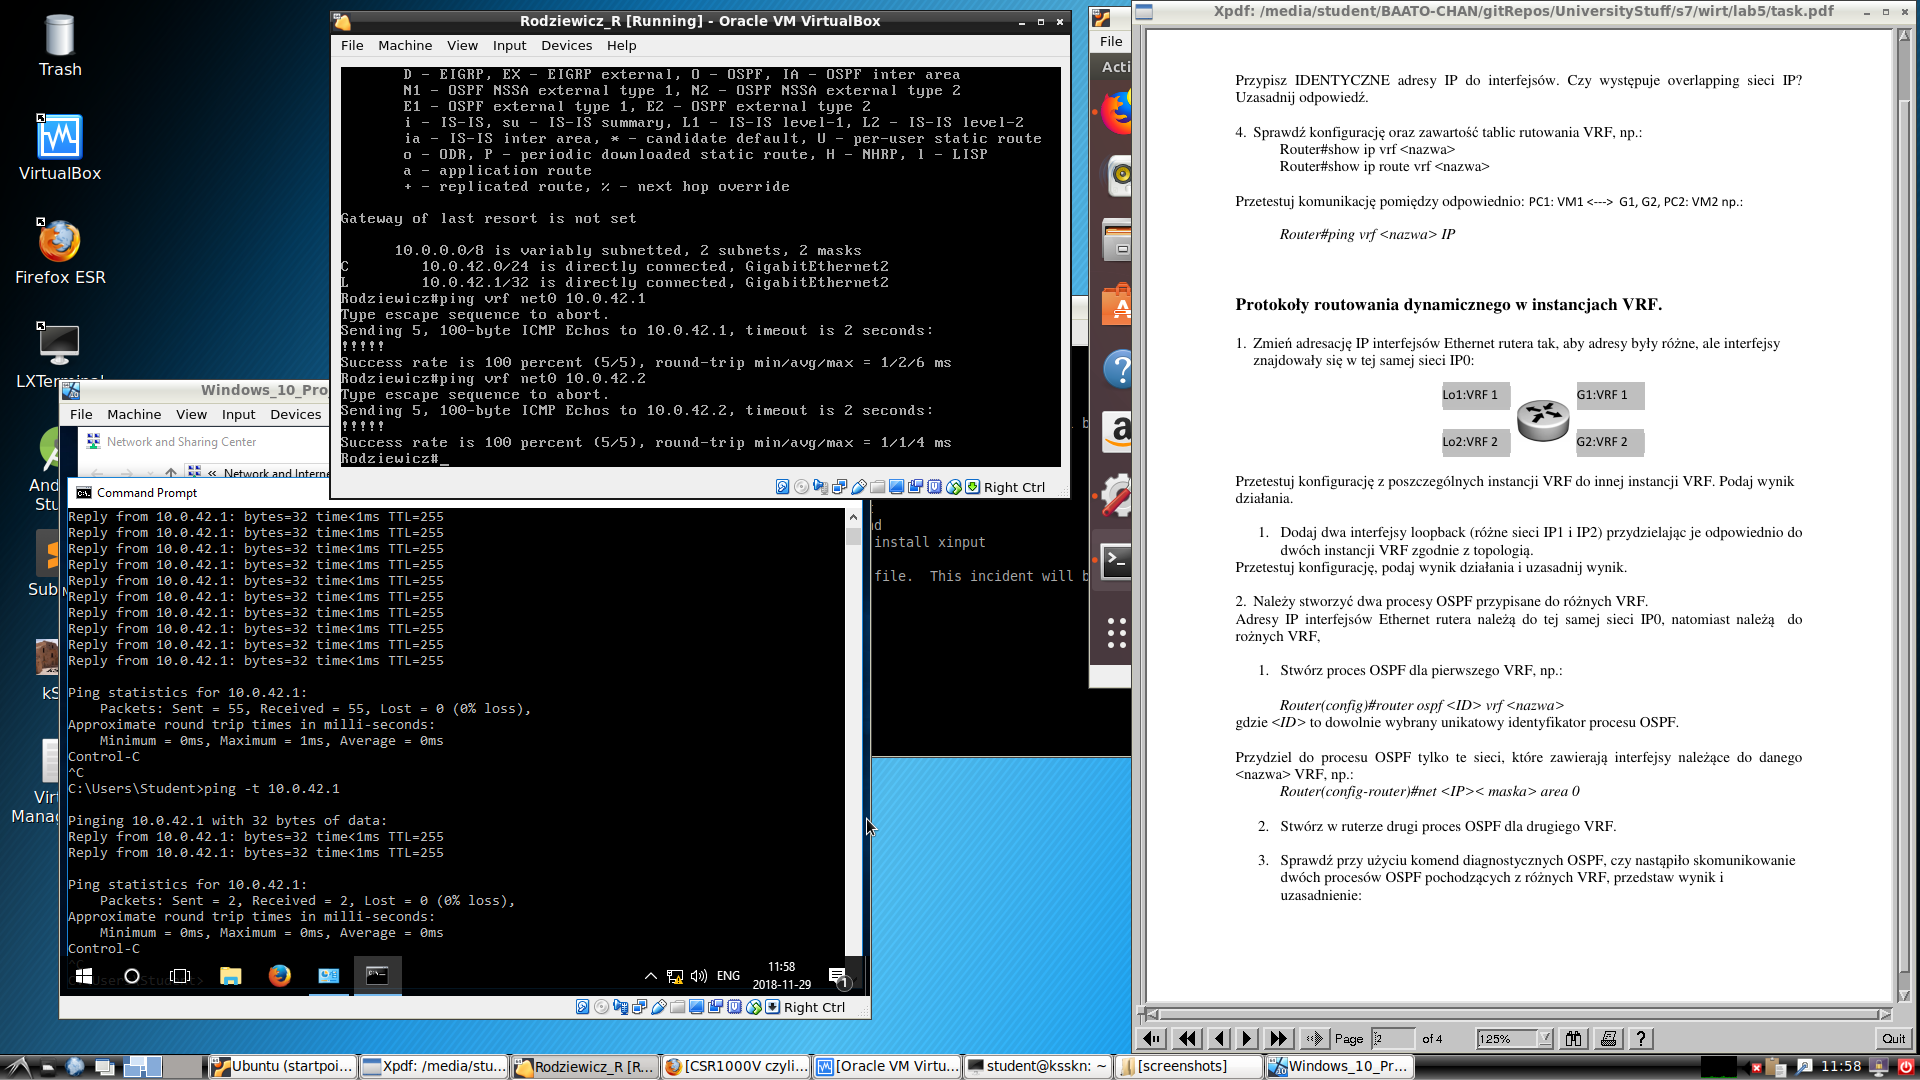 Trash
VirtualBox
Firefox ESR
LXTerminal
Rodziewicz_R [Running] - Oracle VM VirtualBox
File Machine View Input Devices Help
D - EIGRP, EX - EIGRP external, O - OSPF, IA - OSPF inter area
N1 - OSPF NSSA external type 1, N2 - OSPF NSSA external type 2
E1 - OSPF external type 1, E2 - OSPF external type 2
i - IS-IS, su - IS-IS summary, L1 - IS-IS level-1, L2 - IS-IS level-2
ia - IS-IS inter area, * - candidate default, U - per-user static route
o - ODR, P - periodic downloaded static route, H - NHRP, l - LISP
a - application route
+ - replicated route, % - next hop override
Gateway of last resort is not set
10.0.0.0/8 is variably subnetted, 2 subnets, 2 masks
C 10.0.42.0/24 is directly connected, GigabitEthernet2
L 10.0.42.1/32 is directly connected, GigabitEthernet2
Rodziewicz#ping vrf net0 10.0.42.1
Type escape sequence to abort.
Sending 5, 100-byte ICMP Echos to 10.0.42.1, timeout is 2 seconds:
!!!!!
Success rate is 100 percent (5/5), round-trip min/avg/max = 1/2/6 ms
Rodziewicz#ping vrf net0 10.0.42.2
Type escape sequence to abort.
Sending 5, 100-byte ICMP Echos to 10.0.42.2, timeout is 2 seconds:
!!!!!
Success rate is 100 percent (5/5), round-trip min/avg/max = 1/1/4 ms
Rodziewicz#_
Right Ctrl
Windows_10_Pro
File Machine View Input Devices
Network and Sharing Center
« Network and Interne
Command Prompt
Reply from 10.0.42.1: bytes=32 time<1ms TTL=255
Reply from 10.0.42.1: bytes=32 time<1ms TTL=255
Reply from 10.0.42.1: bytes=32 time<1ms TTL=255
Reply from 10.0.42.1: bytes=32 time<1ms TTL=255
Reply from 10.0.42.1: bytes=32 time<1ms TTL=255
Reply from 10.0.42.1: bytes=32 time<1ms TTL=255
Reply from 10.0.42.1: bytes=32 time<1ms TTL=255
Reply from 10.0.42.1: bytes=32 time<1ms TTL=255
Reply from 10.0.42.1: bytes=32 time<1ms TTL=255
Reply from 10.0.42.1: bytes=32 time<1ms TTL=255
Ping statistics for 10.0.42.1:
Packets: Sent = 55, Received = 55, Lost = 0 (0% loss),
Approximate round trip times in milli-seconds:
Minimum = 0ms, Maximum = 1ms, Average = 0ms
Control-C
^C
C:\Users\Student>ping -t 10.0.42.1
Pinging 10.0.42.1 with 32 bytes of data:
Reply from 10.0.42.1: bytes=32 time<1ms TTL=255
Reply from 10.0.42.1: bytes=32 time<1ms TTL=255
Ping statistics for 10.0.42.1:
Packets: Sent = 2, Received = 2, Lost = 0 (0% loss),
Approximate round trip times in milli-seconds:
Minimum = 0ms, Maximum = 0ms, Average = 0ms
Control-C
ENG
11:58
2018-11-29
1
Right Ctrl
File
Acti
install xinput
file. This incident will b
Xpdf: /media/student/BAATO-CHAN/gitRepos/UniversityStuff/s7/wirt/lab5/task.pdf
Przypisz IDENTYCZNE adresy IP do interfejsów. Czy występuje overlapping sieci IP?
Uzasadnij odpowiedź.
4. Sprawdź konfigurację oraz zawartość tablic rutowania VRF, np.:
Router#show ip vrf <nazwa>
Router#show ip route vrf <nazwa>
Przetestuj komunikację pomiędzy odpowiednio: PC1: VM1 <---> G1, G2, PC2: VM2 np.:
Router#ping vrf <nazwa> IP
Protokoły routowania dynamicznego w instancjach VRF.
1. Zmień adresację IP interfejsów Ethernet rutera tak, aby adresy były różne, ale interfejsy
znajdowały się w tej samej sieci IP0:
Lo1:VRF 1 G1:VRF 1
Lo2:VRF 2 G2:VRF 2
Przetestuj konfigurację z poszczególnych instancji VRF do innej instancji VRF. Podaj wynik
działania.
1. Dodaj dwa interfejsy loopback (różne sieci IP1 i IP2) przydzielając je odpowiednio do
dwóch instancji VRF zgodnie z topologią.
Przetestuj konfigurację, podaj wynik działania i uzasadnij wynik.
2. Należy stworzyć dwa procesy OSPF przypisane do różnych VRF.
Adresy IP interfejsów Ethernet rutera należą do tej samej sieci IP0, natomiast należą do
rożnych VRF,
1. Stwórz proces OSPF dla pierwszego VRF, np.:
Router(config)#router ospf <ID> vrf <nazwa>
gdzie <ID> to dowolnie wybrany unikatowy identyfikator procesu OSPF.
Przydziel do procesu OSPF tylko te sieci, które zawierają interfejsy należące do danego
<nazwa> VRF, np.:
Router(config-router)#net <IP>< maska> area 0
2. Stwórz w ruterze drugi proces OSPF dla drugiego VRF.
3. Sprawdź przy użyciu komend diagnostycznych OSPF, czy nastąpiło skomunikowanie
dwóch procesów OSPF pochodzących z różnych VRF, przedstaw wynik i
uzasadnienie:
Page 2 of 4 125% ? Quit
Ubuntu (startpoi... Xpdf: /media/stu... Rodziewicz_R [R... [CSR1000V czyli... [Oracle VM Virtu... student@ksskn: ~ [screenshots] Windows_10_Pr... 11:58